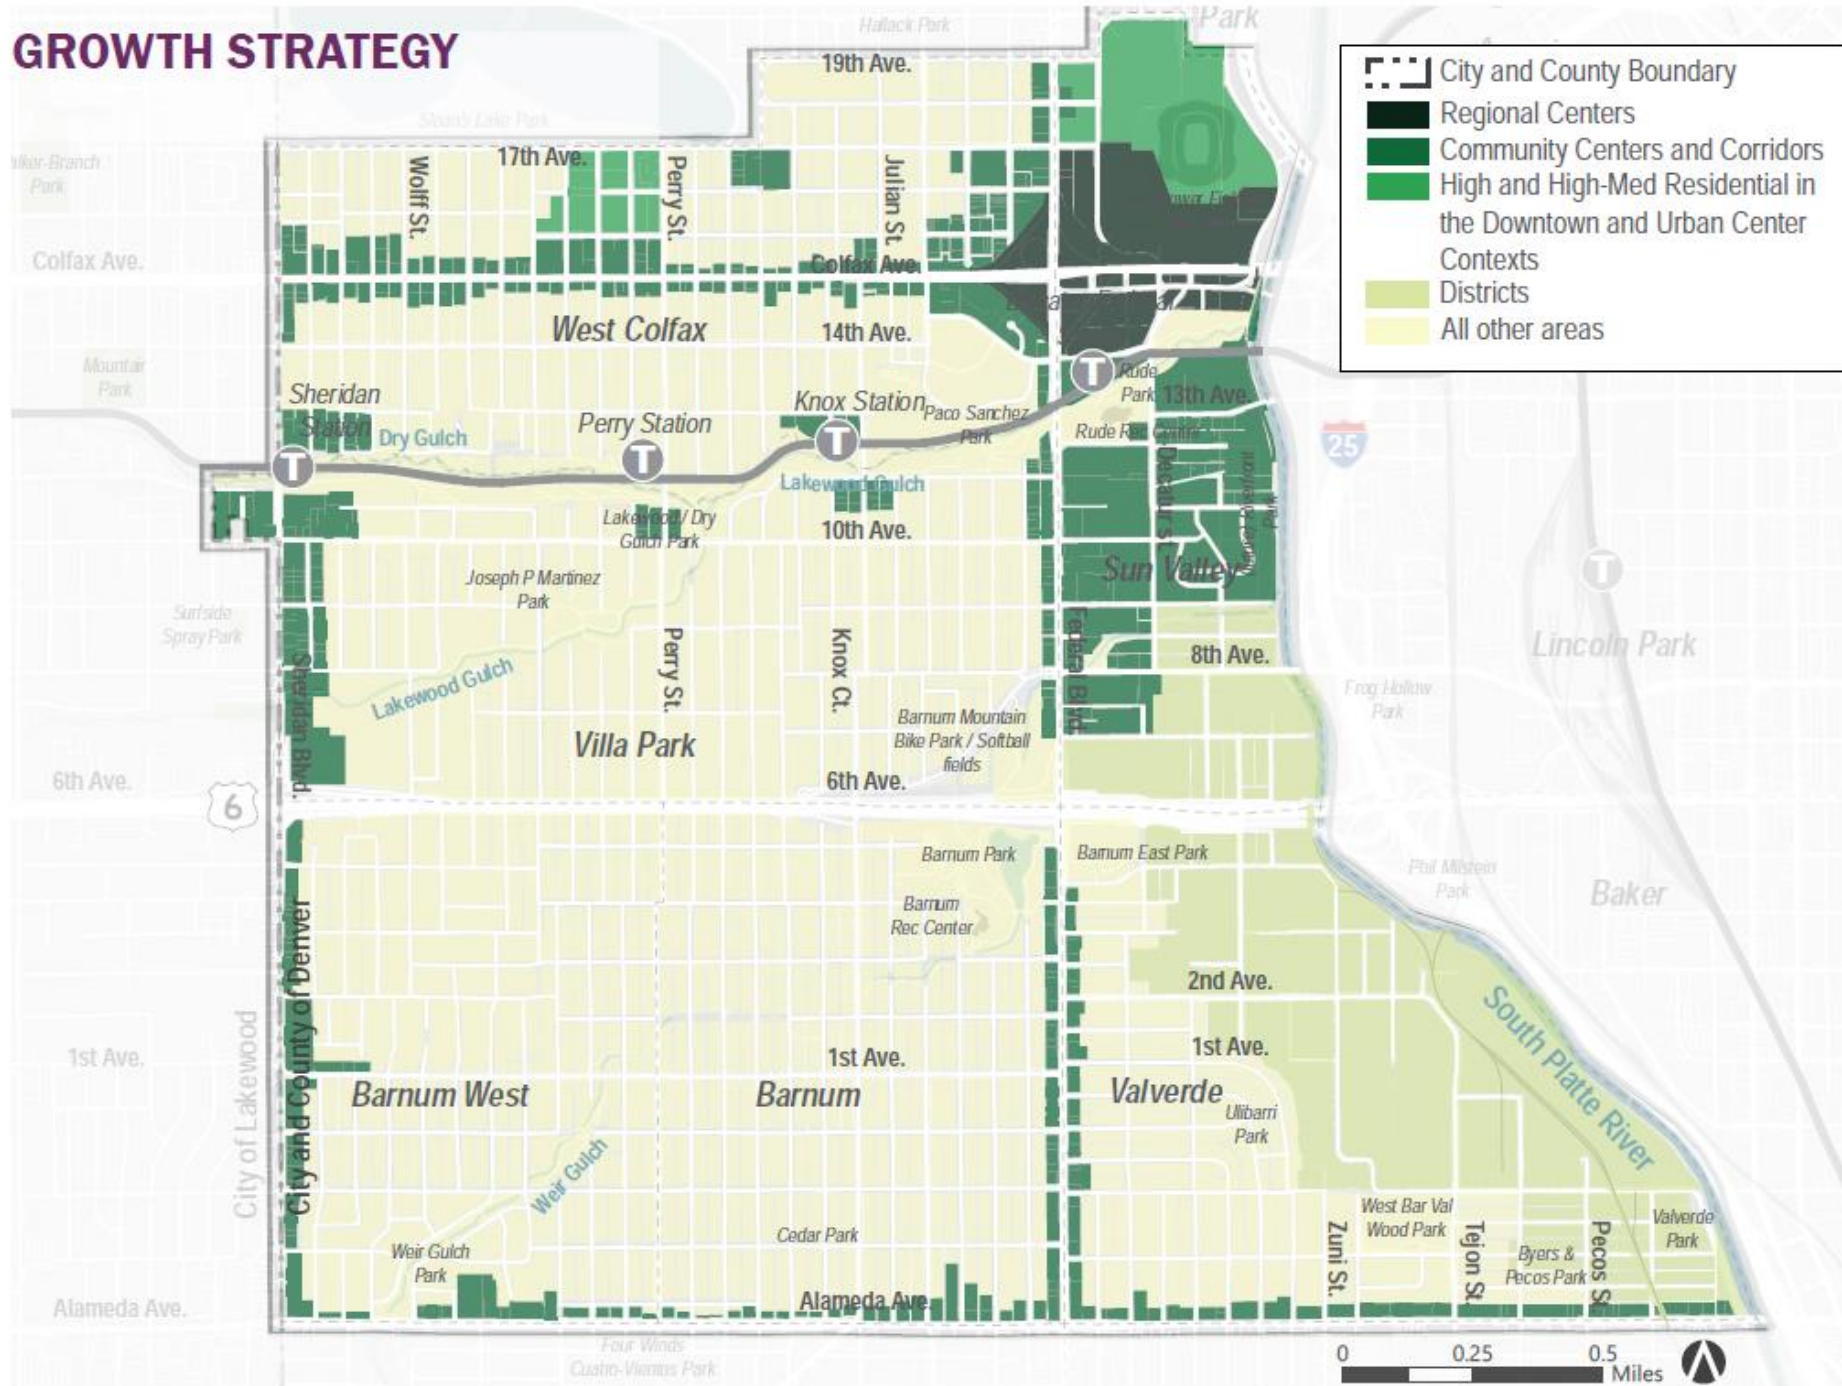 GROWTH STRATEGY
Hallack Park
Park
19th Ave.
City and County Boundary
Regional Centers
Community Centers and Corridors
High and High-Med Residential in
the Downtown and Urban Center
Contexts
Districts
All other areas
Sloan's Lake Park
17th Ave.
Park
Wolff St.
Perry St.
Julian St.
Colfax Ave.
Colfax Ave.
West Colfax
14th Ave.
Mountair
Park
Sheridan
Station
Dry Gulch
Perry Station
Knox Station
Paco Sanchez
Park
Rude
Park
13th Ave.
Rude Rec Center
25
T
T
T
T
T
Lakewood Gulch
Lakewood / Dry
Gulch Park
10th Ave.
Decatur st.
Park
Sun Valley
Joseph P Martinez
Park
Surfside
Spray Park
Lincoln Park
Perry St.
Knox Ct.
Federal Blvd.
8th Ave.
Sheridan Blvd.
Lakewood Gulch
Frog Hollow
Park
Villa Park
Barnum Mountain
Bike Park / Softball
fields
6th Ave.
6
6th Ave.
Barnum Park
Barnum East Park
Phil Milstein
Park
Baker
Barnum
Rec Center
City of Lakewood
City and County of Denver
2nd Ave.
South Platte River
1st Ave.
1st Ave.
1st Ave.
Barnum West
Barnum
Valverde
Ulibarri
Park
Weir Gulch
Weir Gulch
Park
Cedar Park
Zuni St.
West Bar Val
Wood Park
Tejon St.
Byers &
Pecos Park
Pecos St.
Valverde
Park
Alameda Ave.
Alameda Ave.
Four Winds
Cuatro-Vientos Park
0 0.25 0.5
Miles